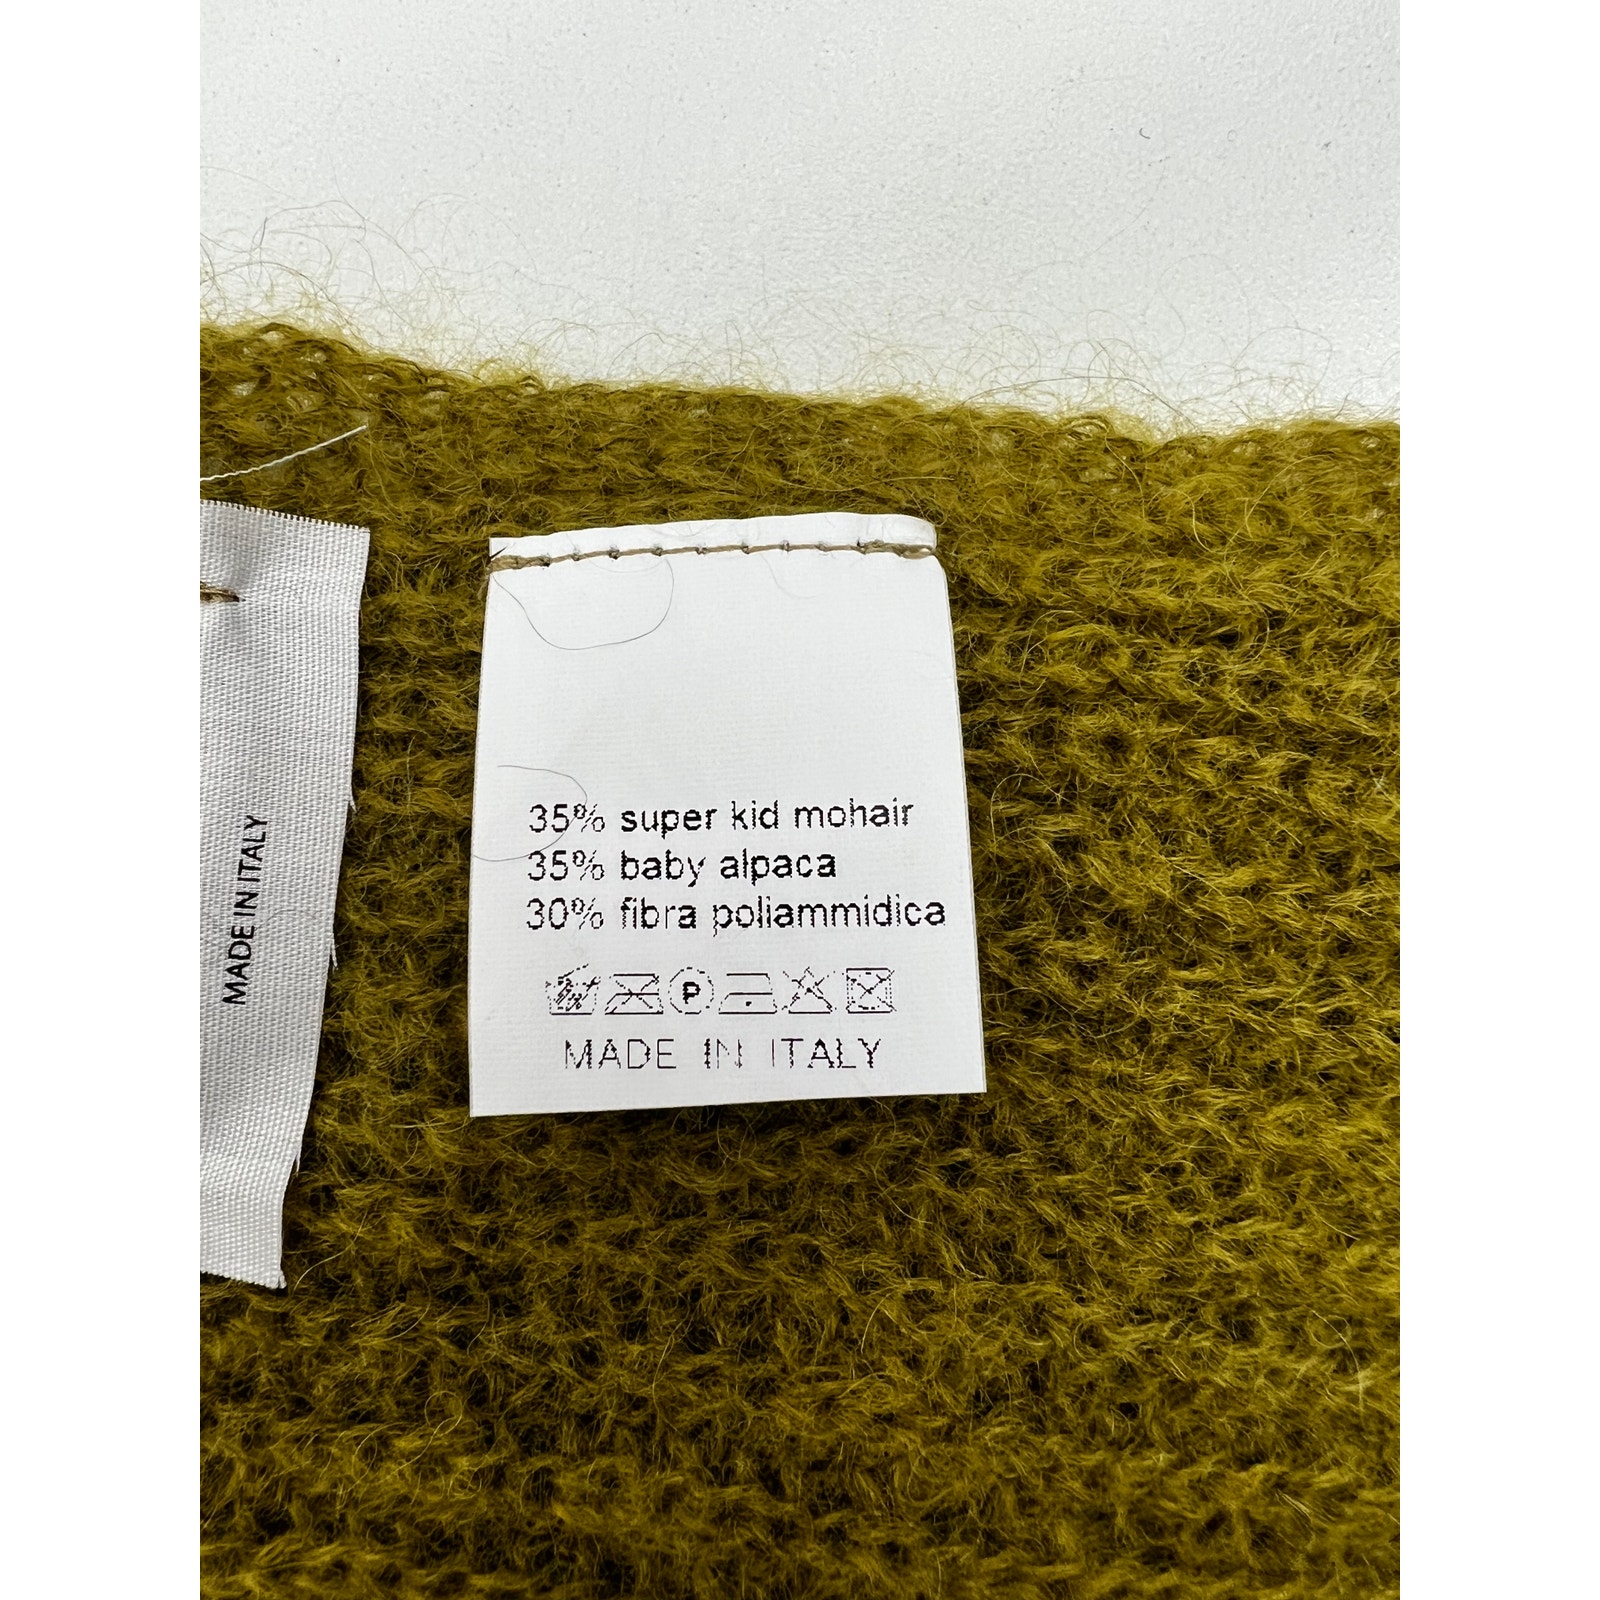 MADE IN ITALY
35% super kid mohair
35% baby alpaca
30% fibra poliammidica
P
MADE IN ITALY